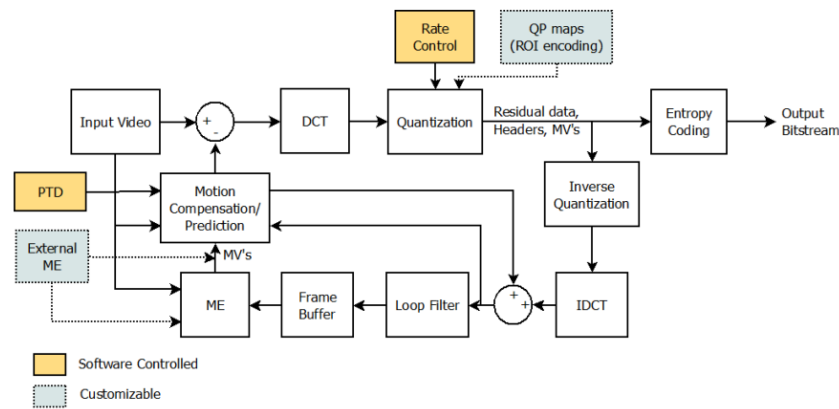 Rate
Control
QP maps
(ROI encoding)
Input Video
+
-
DCT
Quantization
Residual data,
Headers, MV's
Entropy
Coding
Output
Bitstream
PTD
Motion
Compensation/
Prediction
Inverse
Quantization
External
ME
MV's
ME
Frame
Buffer
Loop Filter
+
+
IDCT
Software Controlled
Customizable